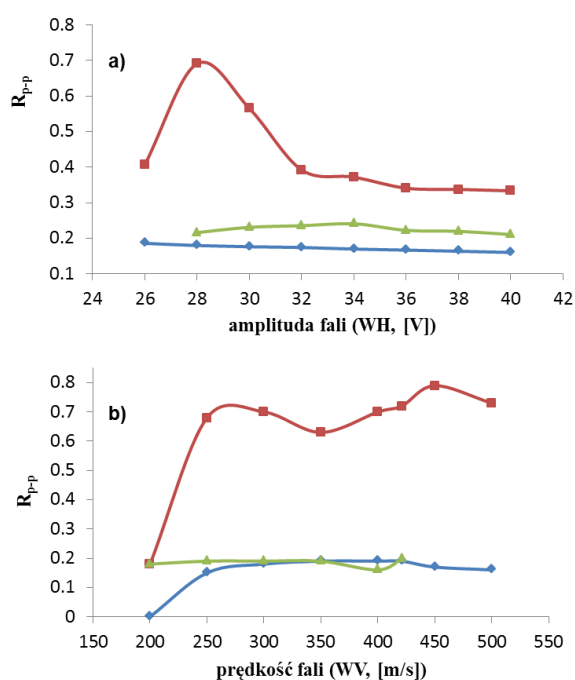 0.8
a)
0.7
0.6
0.5
Rp-p
0.4
0.3
0.2
0.1
24 26 28 30 32 34 36 38 40 42
amplituda fali (WH, [V])
0.8
b)
0.7
0.6
0.5
Rp-p
0.4
0.3
0.2
0.1
0
150 200 250 300 350 400 450 500 550
prędkość fali (WV, [m/s])